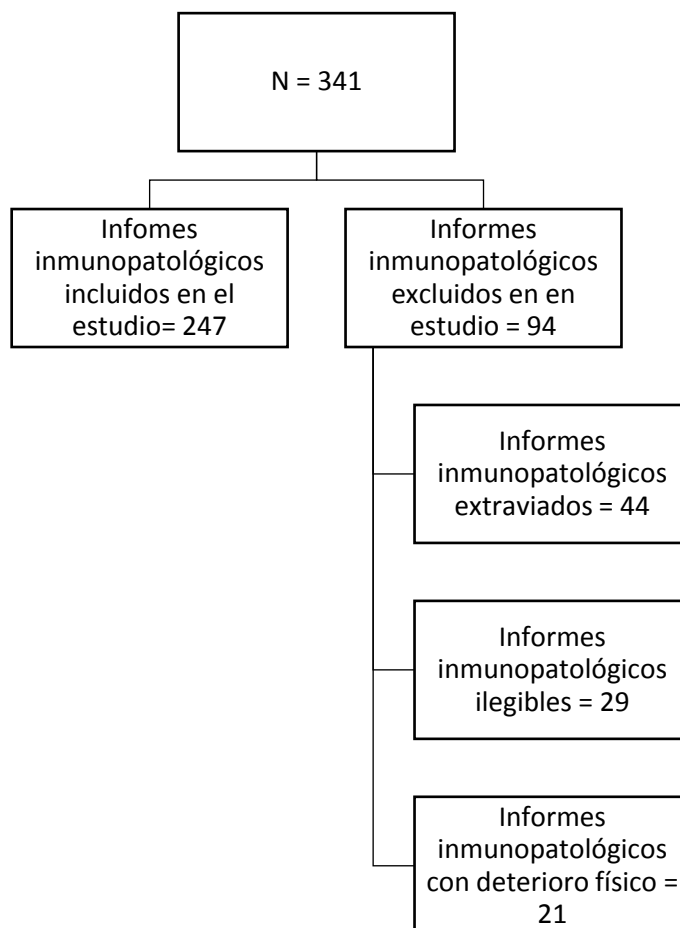 N = 341
Infomes
inmunopatológicos
incluidos en el
estudio= 247
Informes
inmunopatológicos
excluidos en en
estudio = 94
Informes
inmunopatológicos
extraviados = 44
Informes
inmunopatológicos
ilegibles = 29
Informes
inmunopatológicos
con deterioro físico =
21